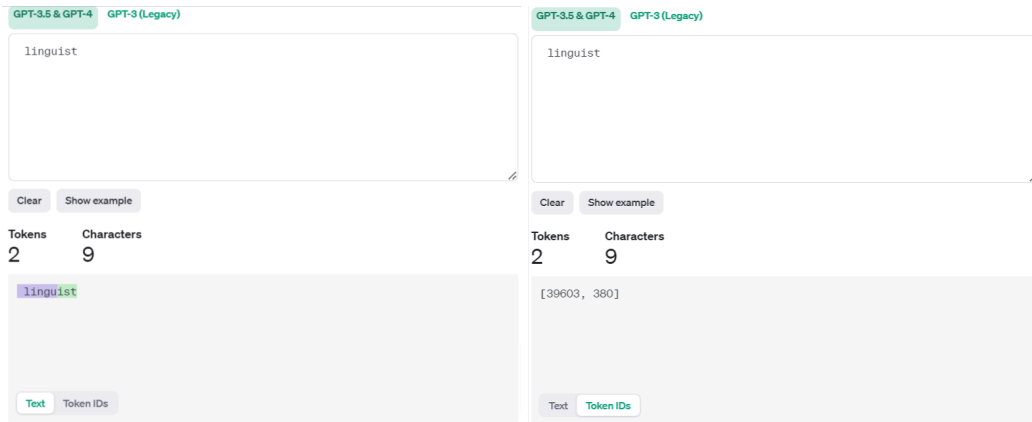 GPT-3.5 & GPT-4 GPT-3 (Legacy)
linguist
Clear Show example
Tokens Characters
2 9
linguist
Text Token IDs
GPT-3.5 & GPT-4 GPT-3 (Legacy)
linguist
Clear Show example
Tokens Characters
2 9
[39603, 380]
Text Token IDs